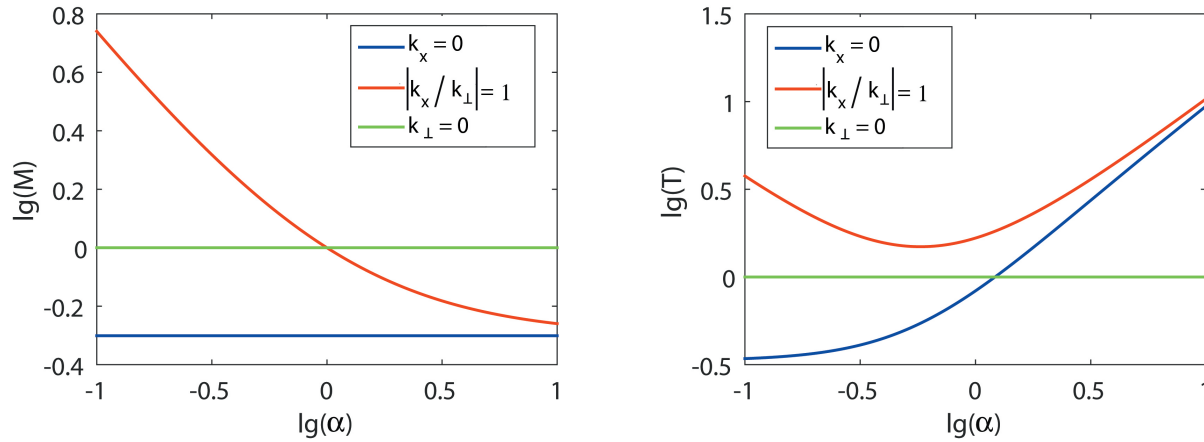 0.8
0.6
0.4
0.2
0
-0.2
-0.4
lg(M)
-1
-0.5
0
0.5
1
lg(α)
k_x = 0
|k_x / k_⊥| = 1
k_⊥ = 0
1.5
1
0.5
0
-0.5
lg(T)
-1
-0.5
0
0.5
1
lg(α)
k_x = 0
|k_x / k_⊥| = 1
k_⊥ = 0